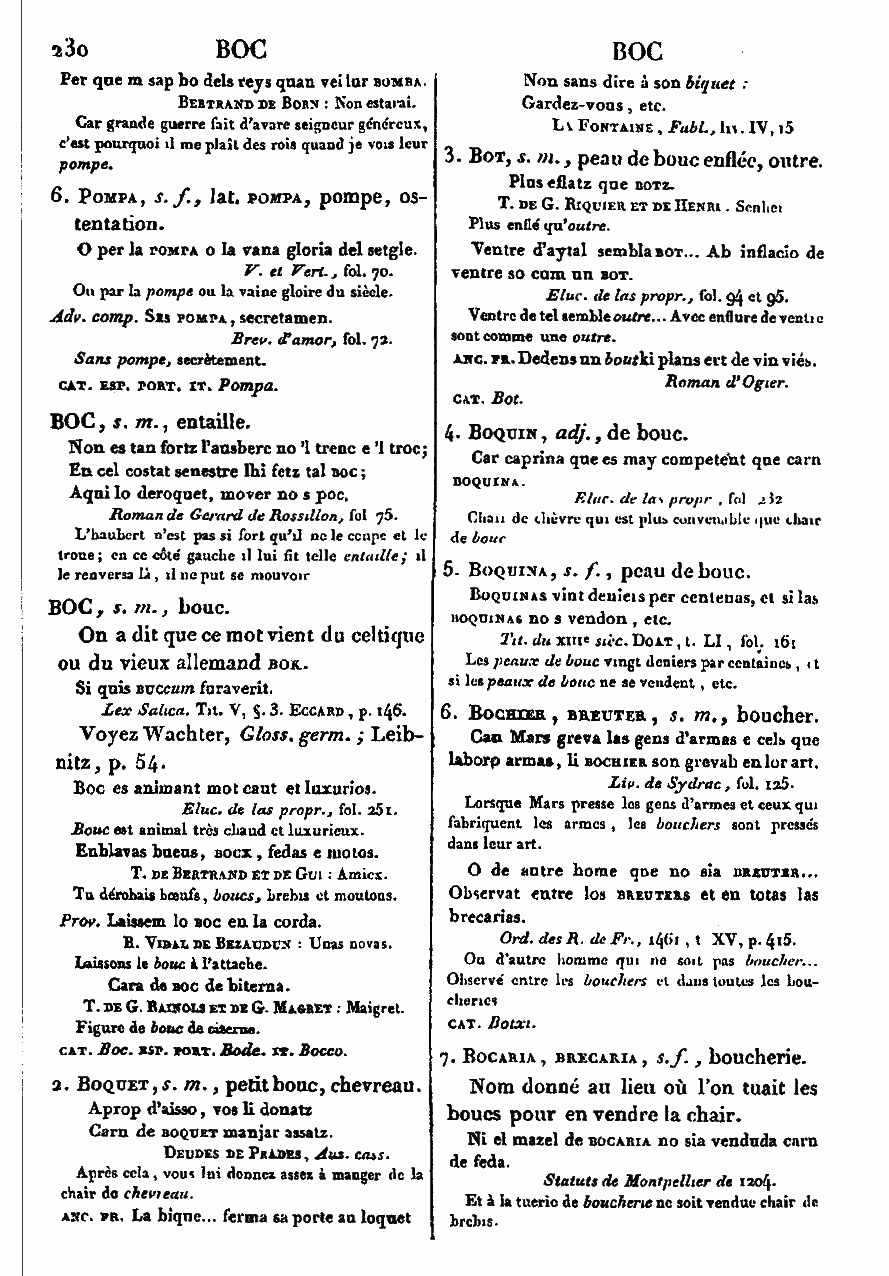 230 BOC
Per que m sap bo dels reys quan vei lur BOMBA.
BERTRAND DE BORN : Non estarai.
Car grande guerre fait d'avare seigneur généreux,
c'est pourquoi il me plaît des rois quand je vois leur
pompe.
6. POMPA, s. f., lat. POMPA, pompe, os-
tentation.
O per la POMPA o la vana gloria del setgle.
V. et Vert., fol. 70.
Ou par la pompe ou la vaine gloire du siècle.
Adv. comp. SES POMPA, secretamen.
Brev. d'amor, fol. 72.
Sans pompe, secrètement.
CAT. ESP. PORT. IT. Pompa.
BOC, s. m., entaille.
Non es tan fortz l'ausberc no 'l trenc e 'l troc;
En cel costat senestre lhi fetz tal BOC;
Aqui lo deroquet, mover no s poc.
Roman de Gerard de Rossillon, fol 75.
L'haubert n'est pas si fort qu'il ne le coupe et le
troue; en ce côté gauche il lui fit telle entaille; il
le renversa là, il ne put se mouvoir
BOC, s. m., bouc.
On a dit que ce mot vient du celtique
ou du vieux allemand BOK.
Si quis BUCCUM furaverit.
Lex Salica. Tit. V, §. 3. ECCARD, p. 146.
Voyez Wachter, Gloss. germ.; Leib-
nitz, p. 54.
Boc es animant mot caut et luxurios.
Eluc. de las propr., fol. 251.
Bouc est animal très chaud et luxurieux.
Enblavas bueus, BOCX, fedas e motos.
T. DE BERTRAND ET DE GUI : Amicx.
Tu dérobais bœufs, boucs, brebis et moutons.
Prov. Laissem lo BOC en la corda.
R. VIDAL DE BEZAUDUN : Unas novas.
Laissons le bouc à l'attache.
Cara de BOC de biterna.
T. DE G. RAINOLS ET DE G. MAGRET : Maigret.
Figure de bouc de citerne.
CAT. Boc. ESP. PORT. Bode. IT. Bocco.
2. BOQUET, s. m., petit bouc, chevreau.
Aprop d'aisso, vos li donatz
Carn de BOQUET manjar assatz.
DEUDES DE PRADES, Aus. cass.
Après cela, vous lui donnez assez à manger de la
chair de chevreau.
ANC. FR. La bique... ferma sa porte au loquet
BOC
Non sans dire à son biquet :
Gardez-vous, etc.
LA FONTAINE, Fabl., liv. IV, 15
3. BOT, s. m., peau de bouc enflée, outre.
Plus eflatz que BOTZ.
T. DE G. RIQUIER ET DE HENRI. Senhei
Plus enflé qu'outre.
Ventre d'aytal sembla BOT... Ab inflacio de
ventre so cum un BOT.
Eluc. de las propr., fol. 94 et 95.
Ventre de tel semble outre... Avec enflure de ventre
sont comme une outre.
ANC. FR. Dedens un bout ki plans ert de vin viés.
Roman d'Ogier.
CAT. Bot.
4. BOQUIN, adj., de bouc.
Car caprina que es may competent que carn
BOQUINA.
Eluc. de las propr, fol 232
Chair de chèvre qui est plus convenable que chair
de bouc
5. BOQUINA, s. f., peau de bouc.
BOQUINAS vint deniers per centenas, et si las
BOQUINAS no s vendon, etc.
Tit. du XIIIe sièc. DOAT, t. LI, fol. 161
Les peaux de bouc vingt deniers par centaines, et
si les peaux de bouc ne se vendent, etc.
6. BOCHIER, BREUTER, s. m., boucher.
Can Mars greva las gens d'armas e cels que
laborp armas, li BOCHIER son grevah en lor art.
Liv. de Sydrac, fol. 125.
Lorsque Mars presse les gens d'armes et ceux qui
fabriquent les armes, les bouchers sont pressés
dans leur art.
O de autre home que no sia BREUTER...
Observat entre los BREUTERS et en totas las
brecarias.
Ord. des R. de Fr., 1461, t XV, p. 415.
Ou d'autre homme qui ne soit pas boucher...
Observé entre les bouchers et dans toutes les bou-
cheries
CAT. Botxi.
7. BOCARIA, BRECARIA, s. f., boucherie.
Nom donné au lieu où l'on tuait les
boucs pour en vendre la chair.
Ni el mazel de BOCARIA no sia venduda carn
de feda.
Statuts de Montpellier de 1204.
Et à la tuerie de boucherie ne soit vendue chair de
brebis.